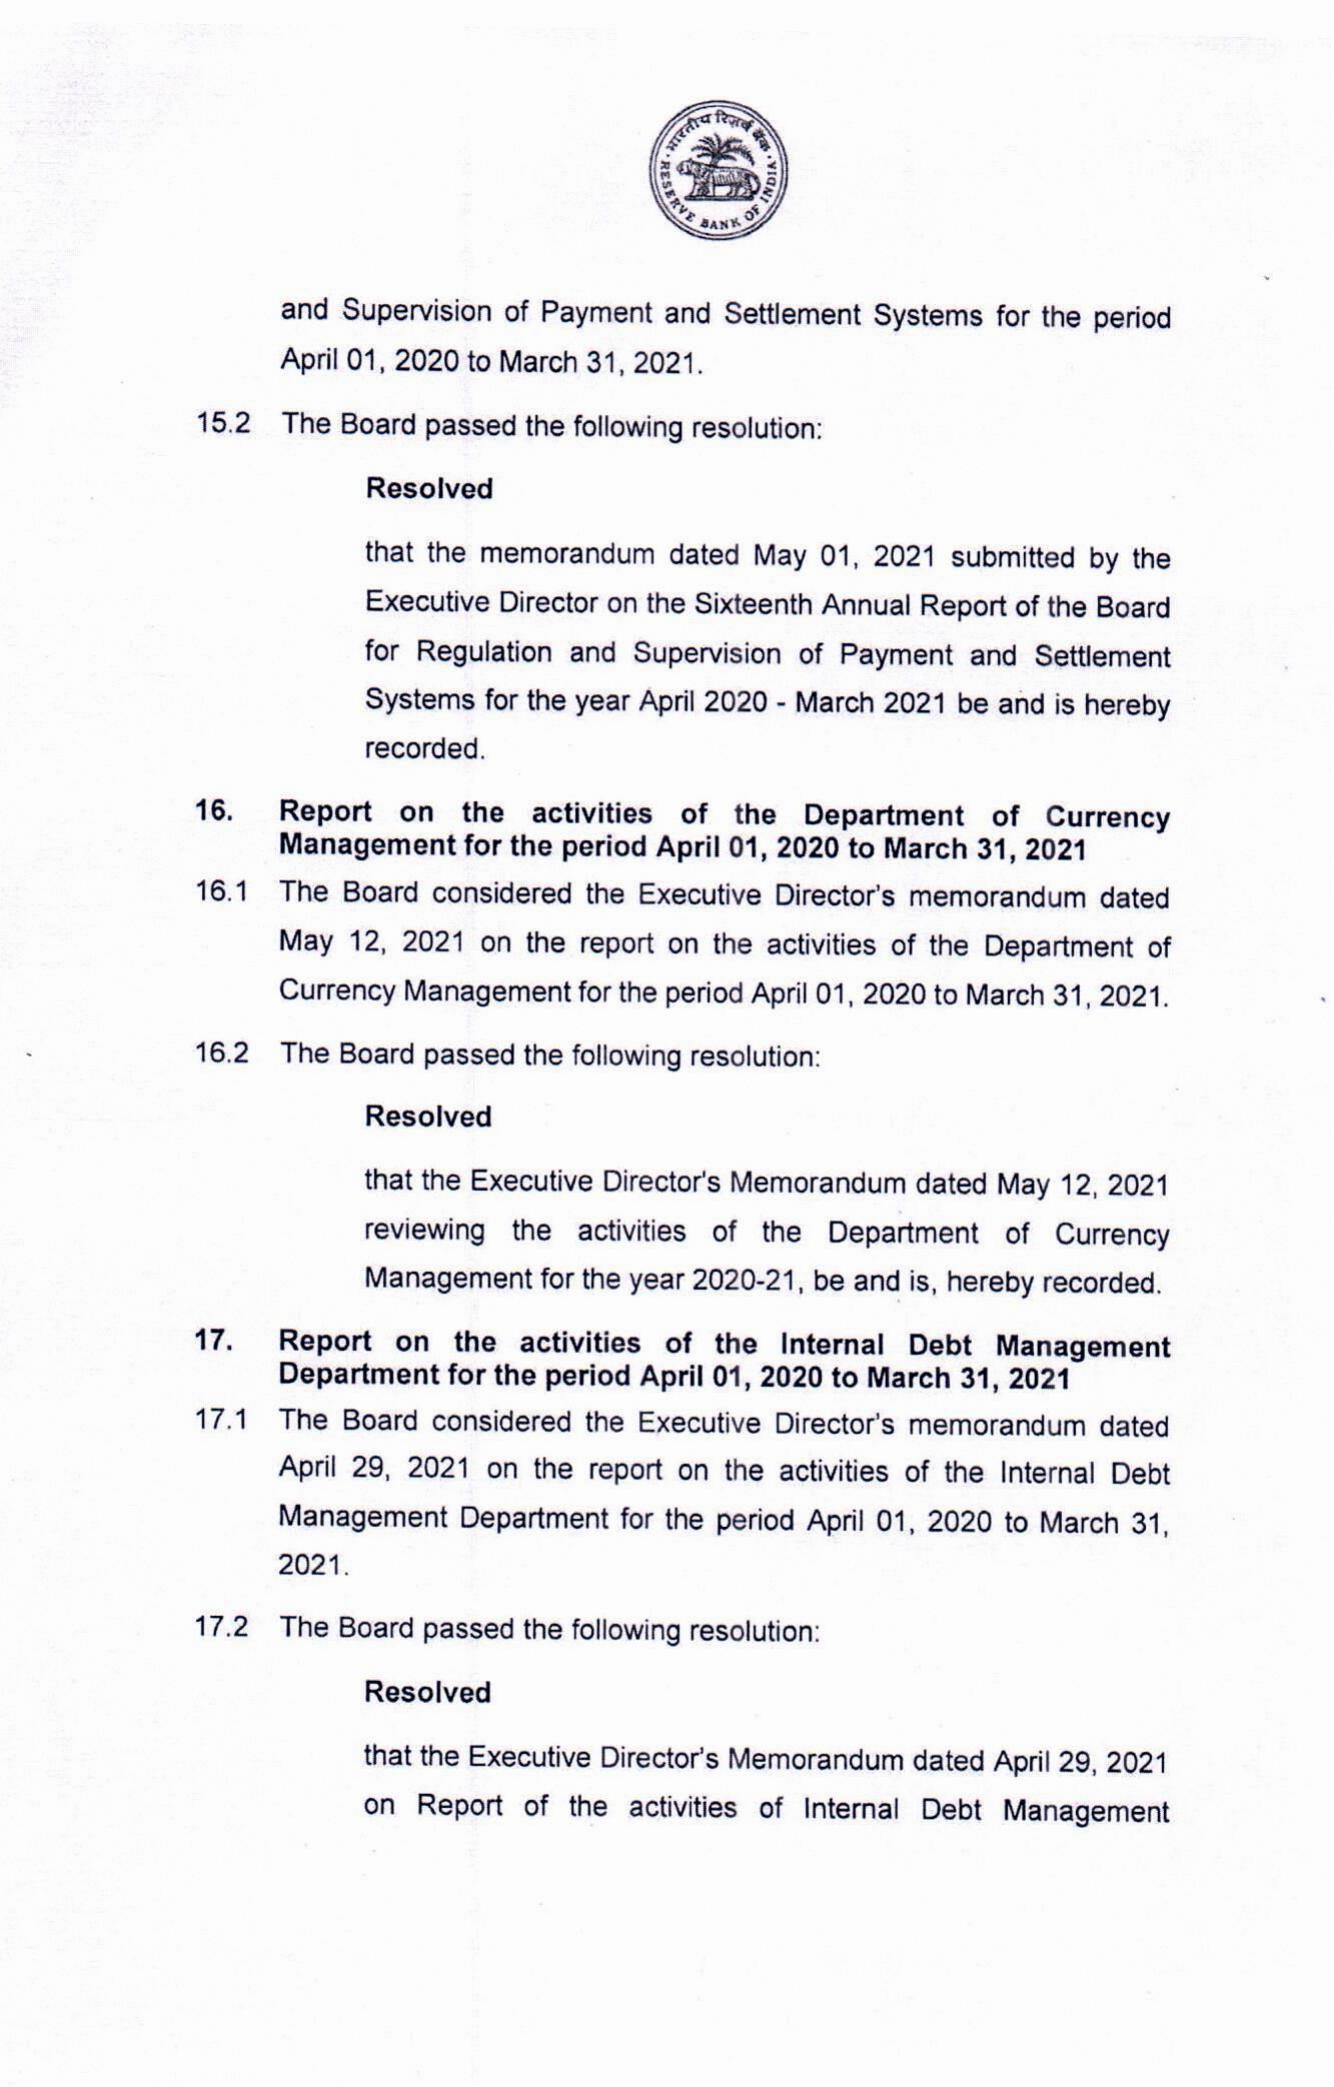 भारतीय रिज़र्व बैंक
RESERVE BANK OF INDIA
and Supervision of Payment and Settlement Systems for the period
April 01, 2020 to March 31, 2021.
15.2 The Board passed the following resolution:
Resolved
that the memorandum dated May 01, 2021 submitted by the
Executive Director on the Sixteenth Annual Report of the Board
for Regulation and Supervision of Payment and Settlement
Systems for the year April 2020 - March 2021 be and is hereby
recorded.
16. Report on the activities of the Department of Currency
Management for the period April 01, 2020 to March 31, 2021
16.1 The Board considered the Executive Director's memorandum dated
May 12, 2021 on the report on the activities of the Department of
Currency Management for the period April 01, 2020 to March 31, 2021.
16.2 The Board passed the following resolution:
Resolved
that the Executive Director's Memorandum dated May 12, 2021
reviewing the activities of the Department of Currency
Management for the year 2020-21, be and is, hereby recorded.
17. Report on the activities of the Internal Debt Management
Department for the period April 01, 2020 to March 31, 2021
17.1 The Board considered the Executive Director's memorandum dated
April 29, 2021 on the report on the activities of the Internal Debt
Management Department for the period April 01, 2020 to March 31,
2021.
17.2 The Board passed the following resolution:
Resolved
that the Executive Director's Memorandum dated April 29, 2021
on Report of the activities of Internal Debt Management